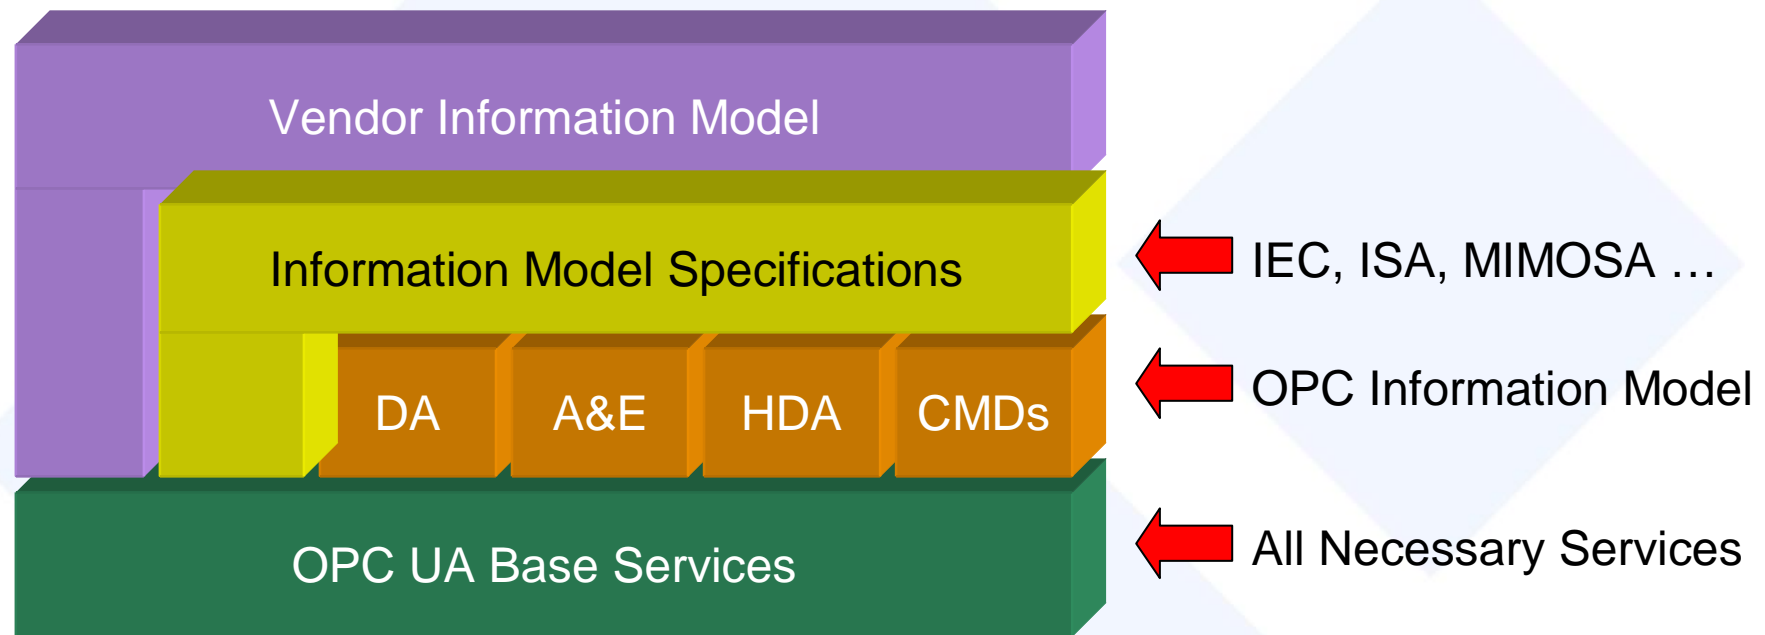 Vendor Information Model
Information Model Specifications
IEC, ISA, MIMOSA …
DA
A&E
HDA
CMDs
OPC Information Model
OPC UA Base Services
All Necessary Services